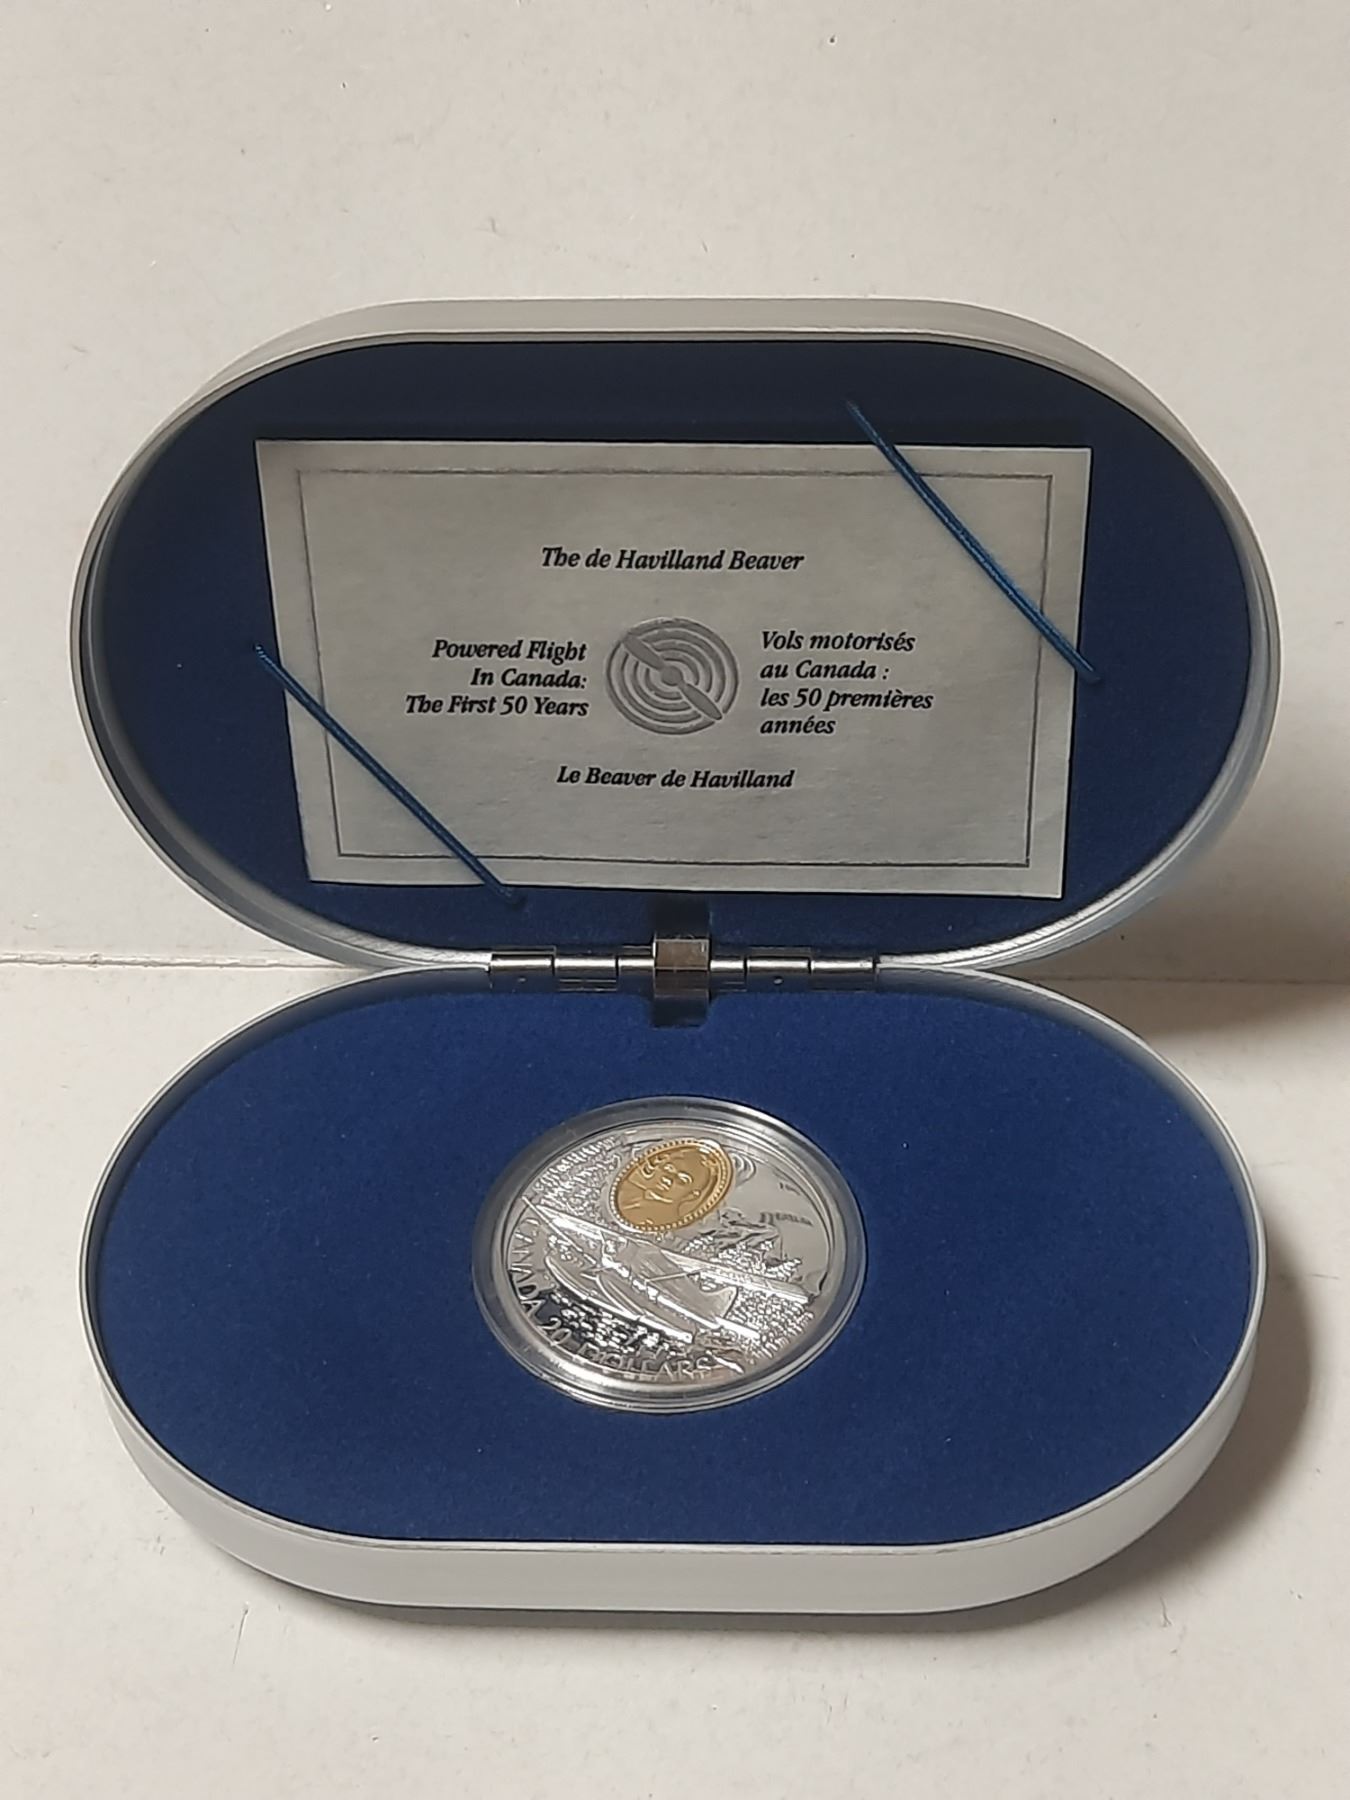 The de Havilland Beaver
Powered Flight
In Canada:
The First 50 Years
Vols motorisés
au Canada :
les 50 premières
années
Le Beaver de Havilland
CANADA 20 DOLLARS